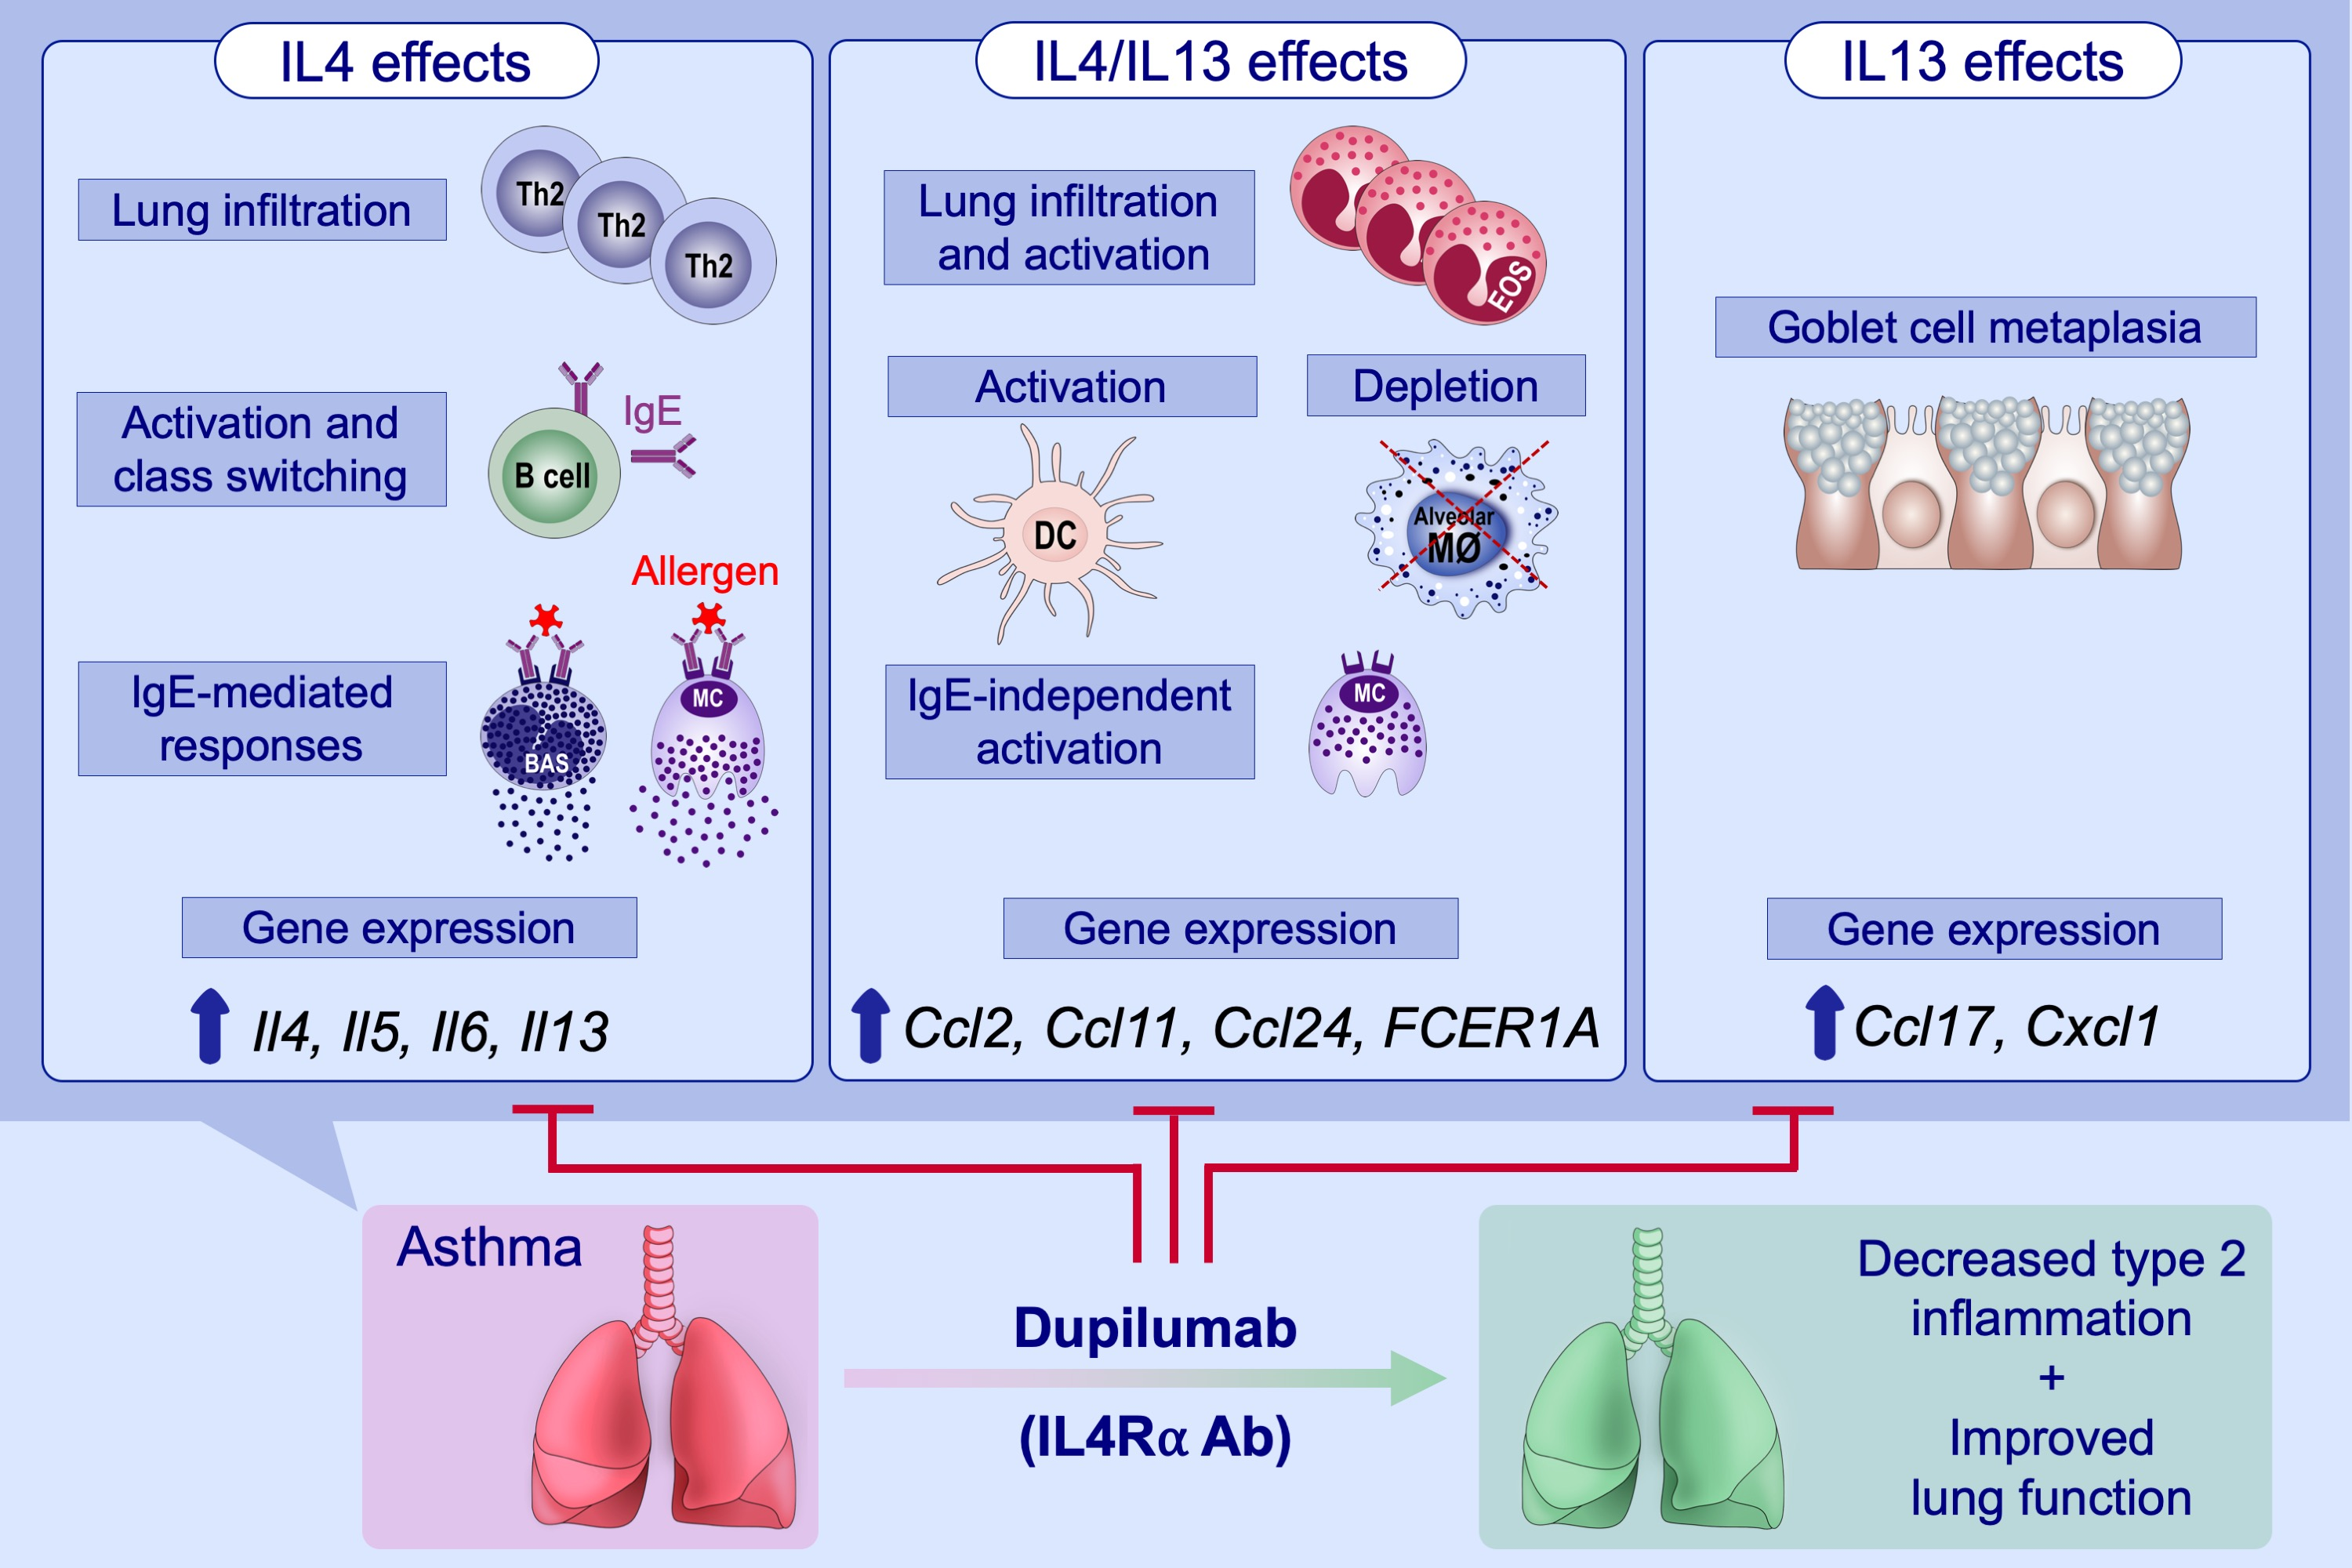 IL4 effects
Lung infiltration
Th2
Th2
Th2
Activation and
class switching
IgE
B cell
Allergen
IgE-mediated
responses
BAS
MC
Gene expression
Il4, Il5, Il6, Il13
IL4/IL13 effects
Lung infiltration
and activation
EOS
Activation
DC
Depletion
Alveolar
MØ
IgE-independent
activation
MC
Gene expression
Ccl2, Ccl11, Ccl24, FCER1A
IL13 effects
Goblet cell metaplasia
Gene expression
Ccl17, Cxcl1
Asthma
Dupilumab
(IL4Rα Ab)
Decreased type 2
inflammation
+
Improved
lung function